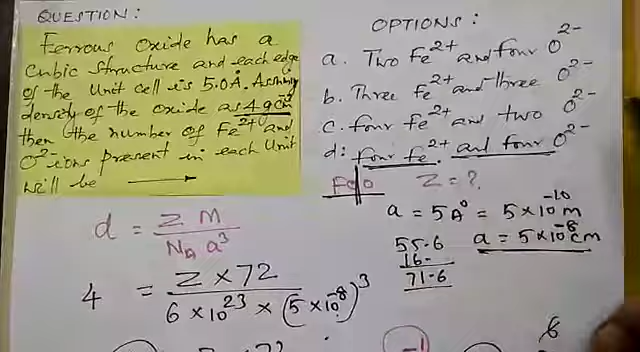 QUESTION:
Ferrous oxide has a
cubic structure and each edge
of the unit cell is 5.0Å. Assuming
density of the oxide as 4 g cm⁻³
then the number of Fe²⁺ and
O²⁻ ions present in each unit
will be →
OPTIONS:
a. Two Fe²⁺ and four O²⁻
b. Three Fe²⁺ and three O²⁻
c. four Fe²⁺ and two O²⁻
d: four Fe²⁺ and four O²⁻
FeO Z = ?
a = 5A° = 5×10⁻¹⁰ m
a = 5×10⁻⁸ cm
55.6
16-
71.6
d = Z M / N_A a³
4 = Z × 72 / 6 × 10²³ × (5 × 10⁻⁸)³